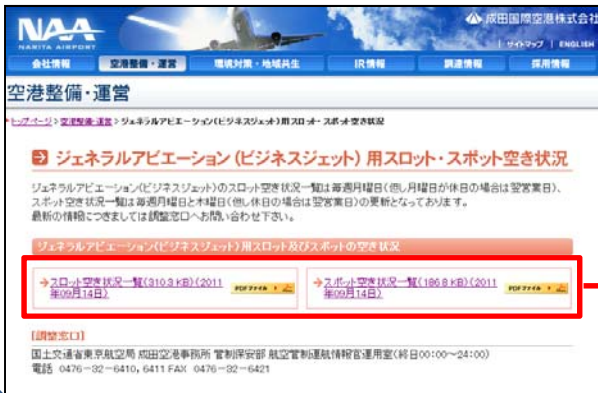 NAA
NARITA AIRPORT
成田国際空港株式会社
サイトマップ | ENGLISH
会社情報
空港整備・運営
環境対策・地域共生
IR情報
調達情報
採用情報
空港整備・運営
トップページ > 空港整備・運営 > ジェネラルアビエーション(ビジネスジェット)用スロット・スポット空き状況
ジェネラルアビエーション(ビジネスジェット)用スロット・スポット空き状況
ジェネラルアビエーション(ビジネスジェット)のスロット空き状況一覧は毎週月曜日(但し月曜日が休日の場合は翌営業日)、
スポット空き状況一覧は毎週月曜日と木曜日(但し休日の場合は翌営業日)の更新となっております。
最新の情報につきましては調整窓口へお問い合わせ下さい。
ジェネラルアビエーション(ビジネスジェット)用スロット及びスポットの空き状況
→スロット空き状況一覧(310.3 KB)(2011
年09月14日)
PDFファイル
→スポット空き状況一覧(186.8 KB)(2011
年09月14日)
PDFファイル
[調整窓口]
国土交通省東京航空局 成田空港事務所 管制保安部 航空管制運航情報官運用室(終日00:00~24:00)
電話 0476-32-6410, 6411 FAX 0476-32-6421